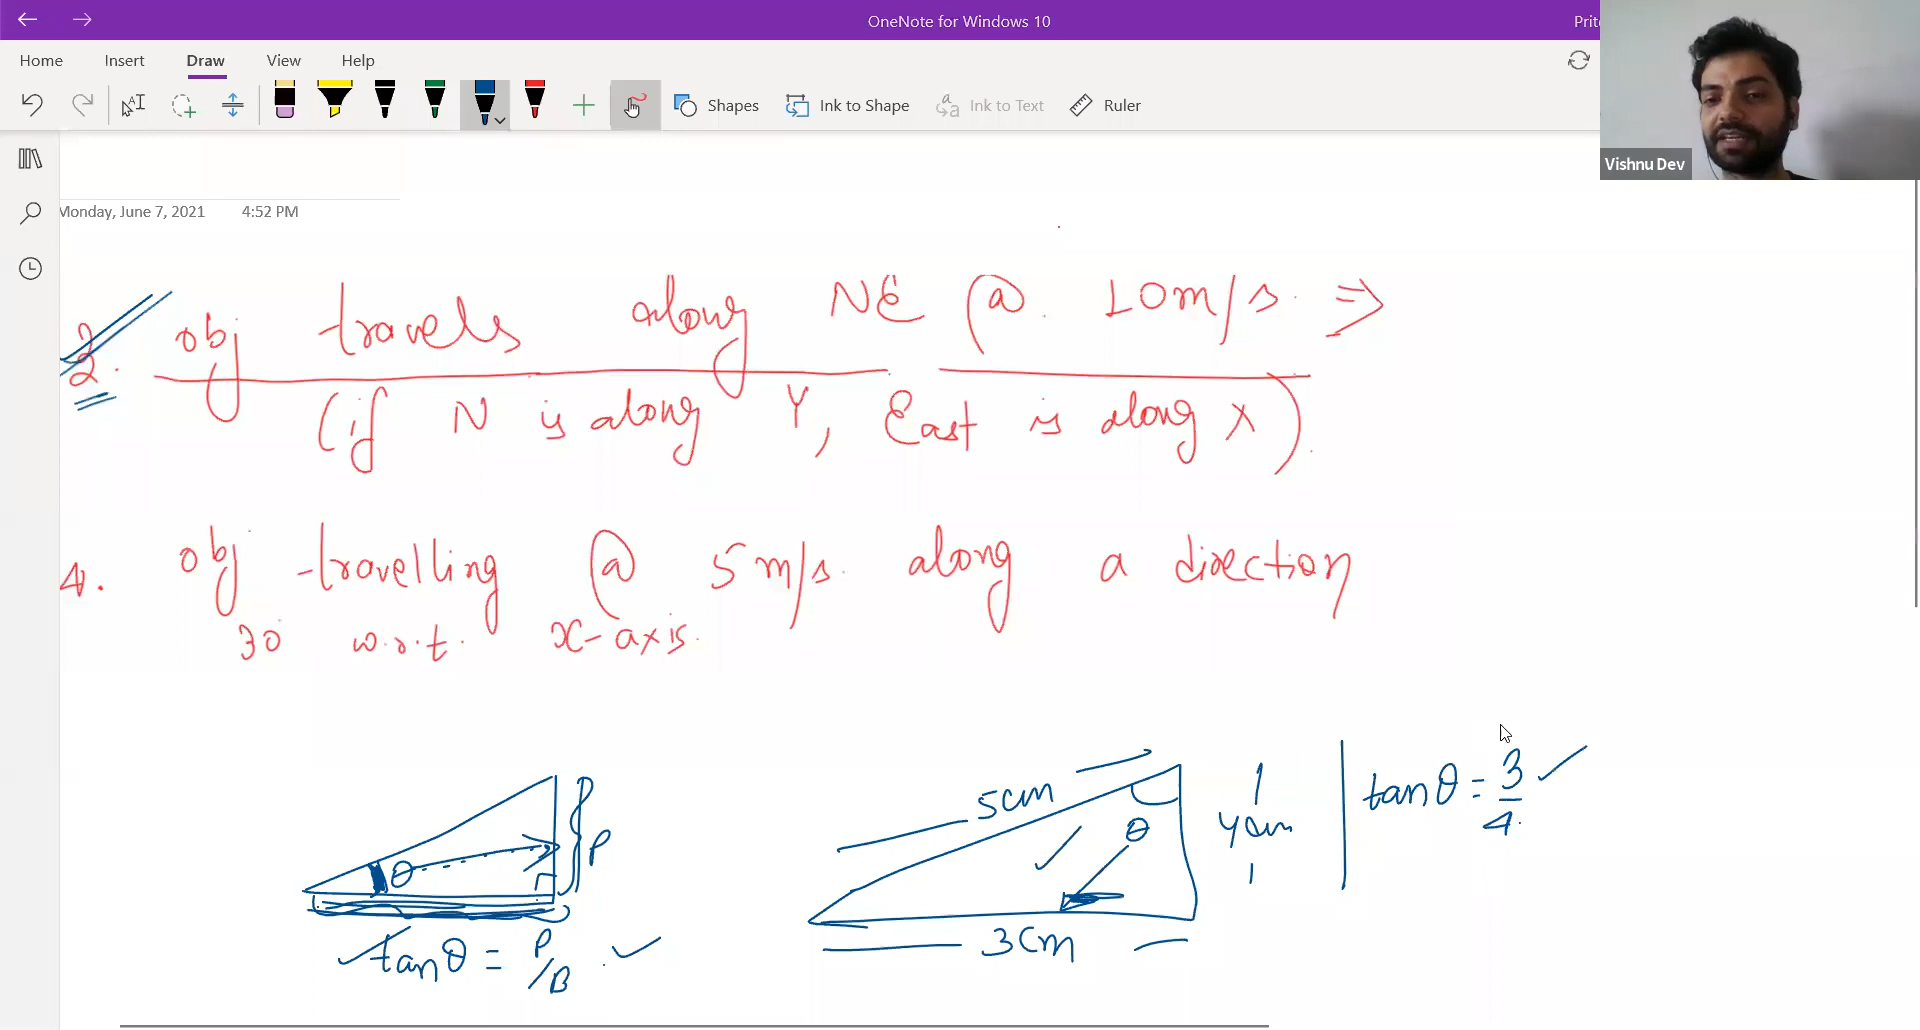 OneNote for Windows 10
Home Insert Draw View Help
Shapes Ink to Shape Ink to Text Ruler
Vishnu Dev
Monday, June 7, 2021 4:52 PM
2. obj travels along NE @ 10m/s. ⇒
(if N is along Y, East is along X).
4. obj travelling @ 5 m/s. along a direction
30 w.r.t. x-axis.
θ P
P
tanθ = P/B
5cm
θ
4cm
3cm
tanθ = 3/4